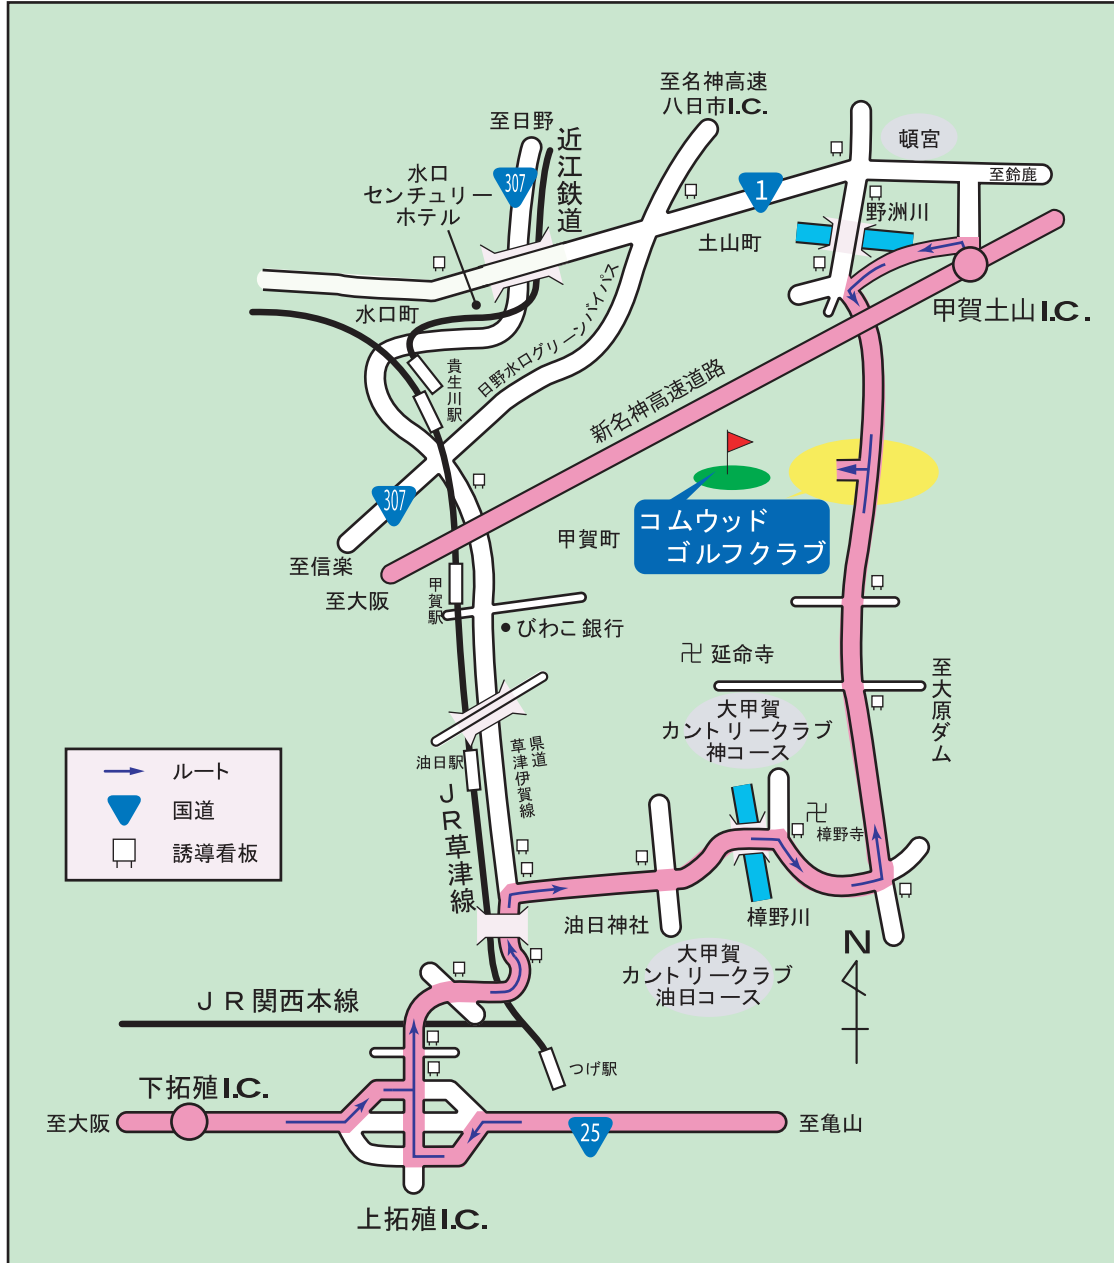 至名神高速
八日市I.C.
至日野
近江鉄道
水口
センチュリー
ホテル
307
1
頓宮
至鈴鹿
野洲川
土山町
水口町
甲賀土山I.C.
日野水口グリーンバイパス
貴生川駅
新名神高速道路
307
コムウッド
ゴルフクラブ
甲賀町
至信楽
至大阪
甲賀駅
びわこ銀行
卍 延命寺
至大原ダム
大甲賀
カントリークラブ
神コース
油日駅
県道
草津伊賀線
ルート
国道
誘導看板
JR草津線
卍
樟野寺
油日神社
樟野川
大甲賀
カントリークラブ
油日コース
N
JR関西本線
つげ駅
下拓殖I.C.
至大阪
25
至亀山
上拓殖I.C.